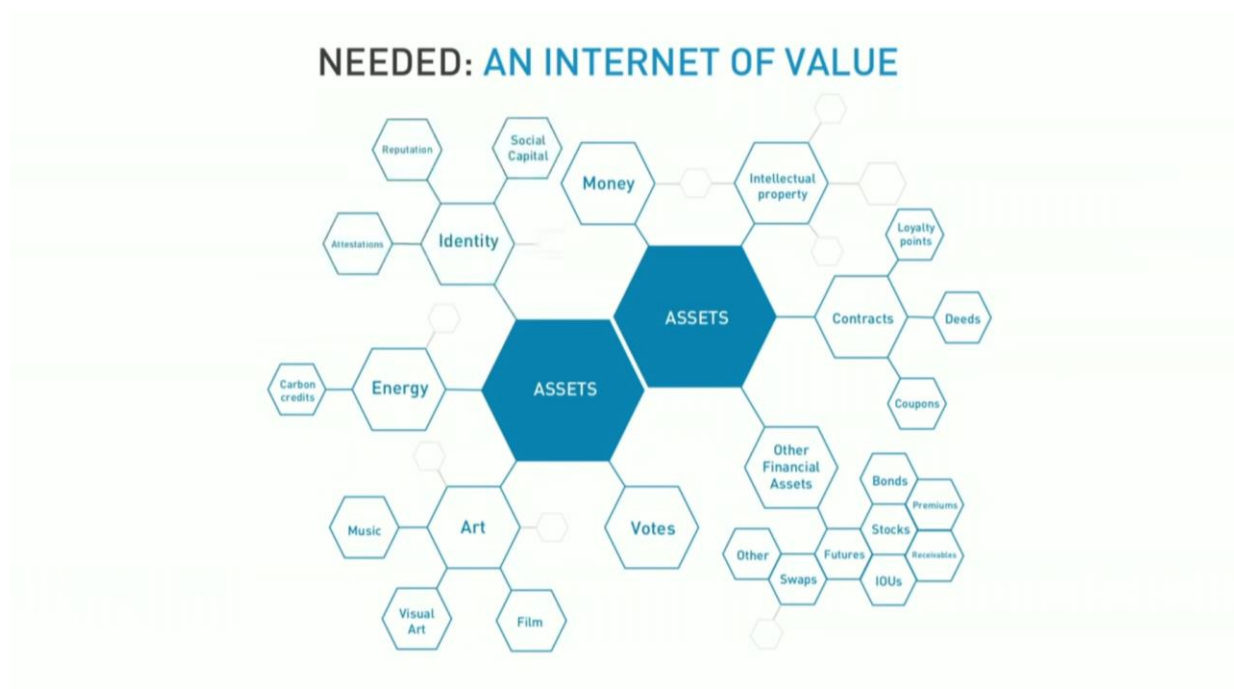 NEEDED: AN INTERNET OF VALUE
Reputation
Social
Capital
Money
Intellectual
property
Attestations
Identity
Loyalty
points
ASSETS
Contracts
Deeds
Carbon
credits
Energy
ASSETS
Coupons
Other
Financial
Assets
Bonds
Premiums
Music
Art
Votes
Stocks
Other
Futures
Receivables
Swaps
IOUs
Visual
Art
Film